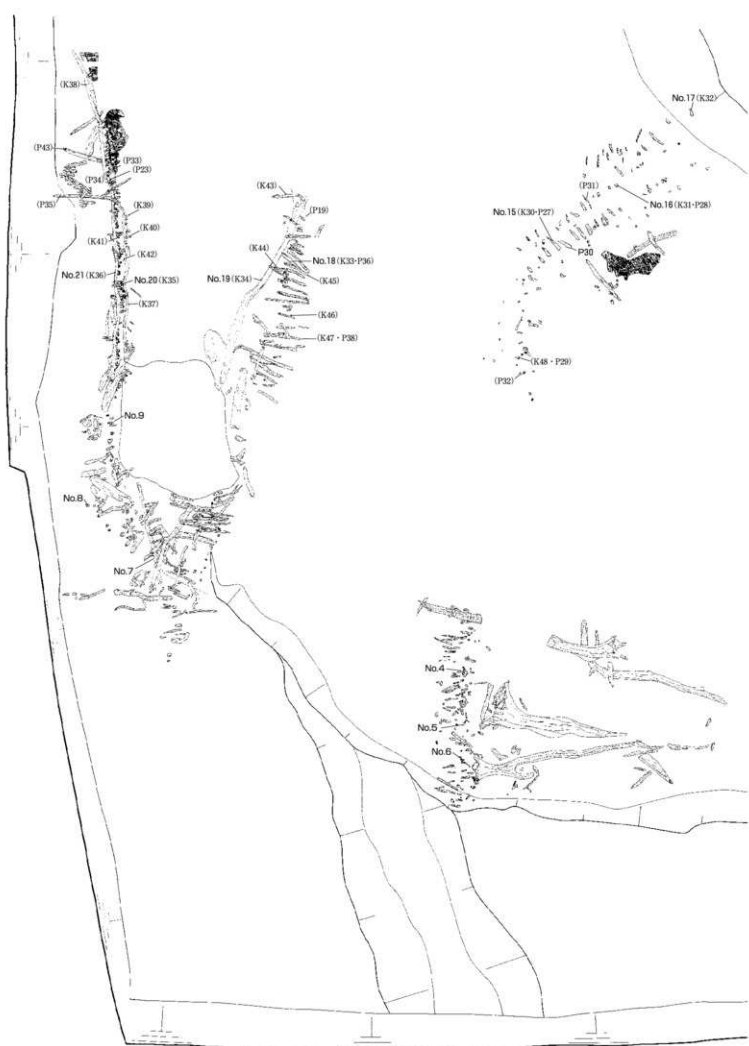 (K38)
No.17(K32)
(P43)
(P33)
(P23)
(P34)
(P35)
(K39)
(K40)
(K41)
(K42)
No.21(K36)
No.20(K35)
(K37)
(K43)
(P19)
(K44)
No.18(K33·P36)
No.19(K34)
(K45)
(K46)
(K47・P38)
(P31)
No.16(K31·P28)
No.15(K30·P27)
P30
(K48・P29)
(P32)
No.9
No.8
No.7
No.4
No.5
No.6